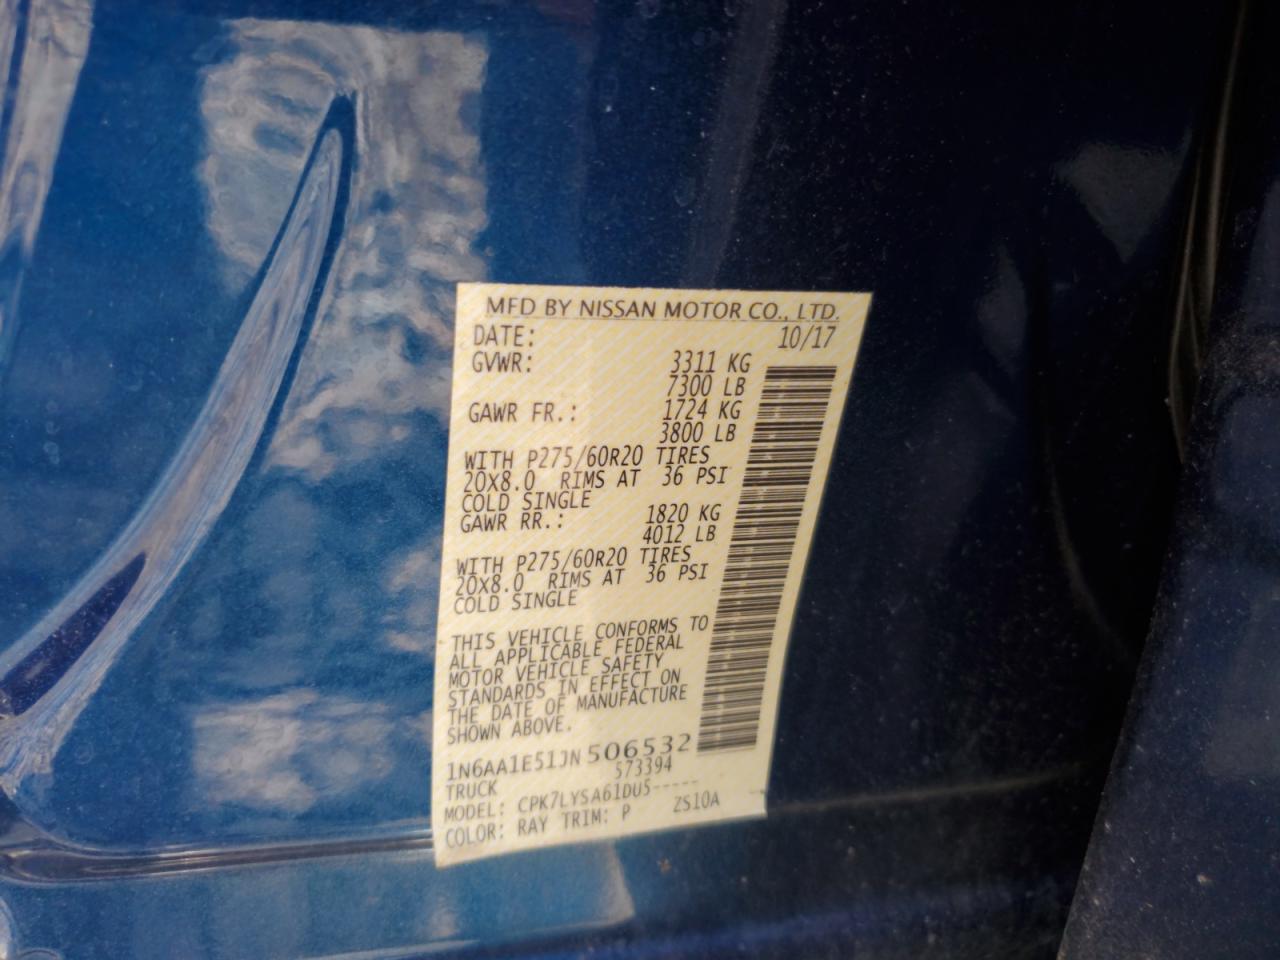 MFD BY NISSAN MOTOR CO., LTD.
DATE: 10/17
GVWR: 3311 KG
7300 LB
GAWR FR.: 1724 KG
3800 LB
WITH P275/60R20 TIRES
20X8.0 RIMS AT 36 PSI
COLD SINGLE
GAWR RR.: 1820 KG
4012 LB
WITH P275/60R20 TIRES
20X8.0 RIMS AT 36 PSI
COLD SINGLE
THIS VEHICLE CONFORMS TO
ALL APPLICABLE FEDERAL
MOTOR VEHICLE SAFETY
STANDARDS IN EFFECT ON
THE DATE OF MANUFACTURE
SHOWN ABOVE.
1N6AA1E51JN506532
TRUCK 573394
MODEL: CPK7LYSA61DU5-----
COLOR: RAY TRIM: P ZS10A